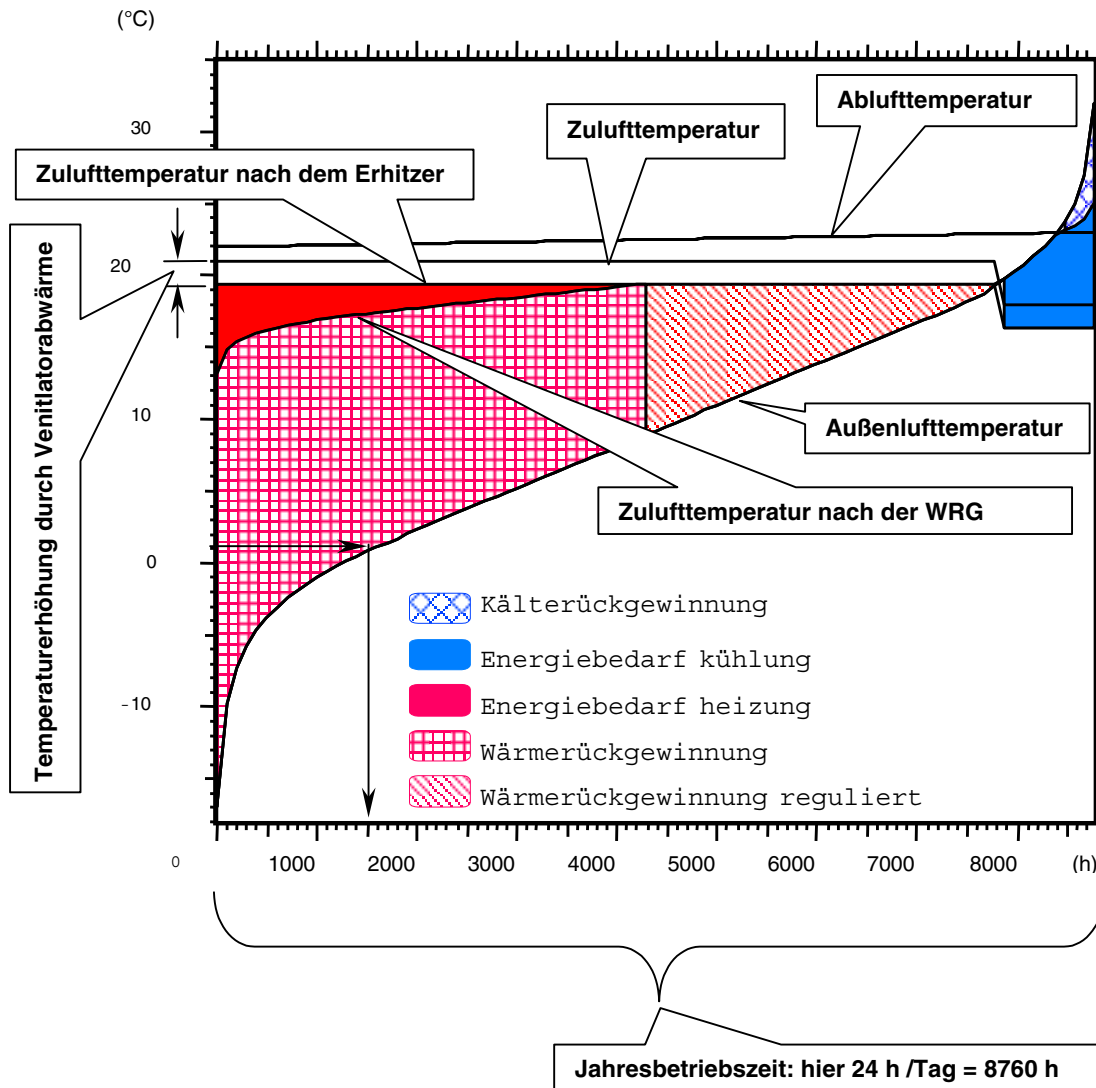 (°C)
Ablufttemperatur
30
Zulufttemperatur
Zulufttemperatur nach dem Erhitzer
20
Temperaturerhöhung durch Venitlatorabwärme
10
Außenlufttemperatur
Zulufttemperatur nach der WRG
0
Kälterückgewinnung
Energiebedarf kühlung
-10
Energiebedarf heizung
Wärmerückgewinnung
Wärmerückgewinnung reguliert
0 1000 2000 3000 4000 5000 6000 7000 8000 (h)
Jahresbetriebszeit: hier 24 h /Tag = 8760 h